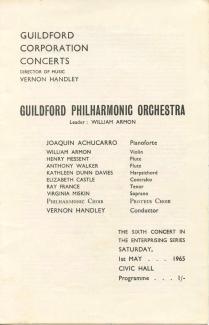 GUILDFORD
CORPORATION
CONCERTS
DIRECTOR OF MUSIC
VERNON HANDLEY
GUILDFORD PHILHARMONIC ORCHESTRA
Leader: WILLIAM ARMON
JOAQUIN ACHUCARRO Pianoforte
WILLIAM ARMON Violin
HENRY MESSENT Flute
ANTHONY WALKER Flute
KATHLEEN DUNN DAVIES Harpsichord
ELIZABETH CASTLE Contralto
RAY FRANCE Tenor
VIRGINIA MISKIN Soprano
PHILHARMONIC CHOIR PROTEUS CHOIR
VERNON HANDLEY Conductor
THE SIXTH CONCERT IN
THE ENTERPRISING SERIES
SATURDAY,
1st MAY . . . 1965
CIVIC HALL
Programme . . . 1/-